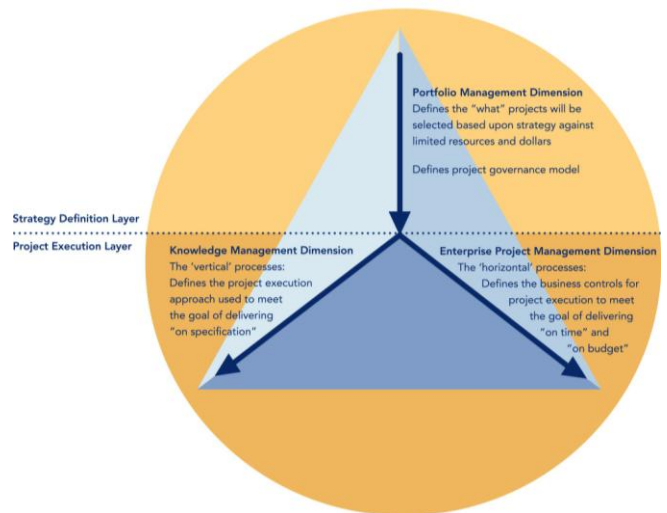 Portfolio Management Dimension
Defines the “what” projects will be
selected based upon strategy against
limited resources and dollars
Defines project governance model
Strategy Definition Layer
Project Execution Layer
Knowledge Management Dimension
The ‘vertical’ processes:
Defines the project execution
approach used to meet
the goal of delivering
“on specification”
Enterprise Project Management Dimension
The ‘horizontal’ processes:
Defines the business controls for
project execution to meet
the goal of delivering
“on time” and
“on budget”